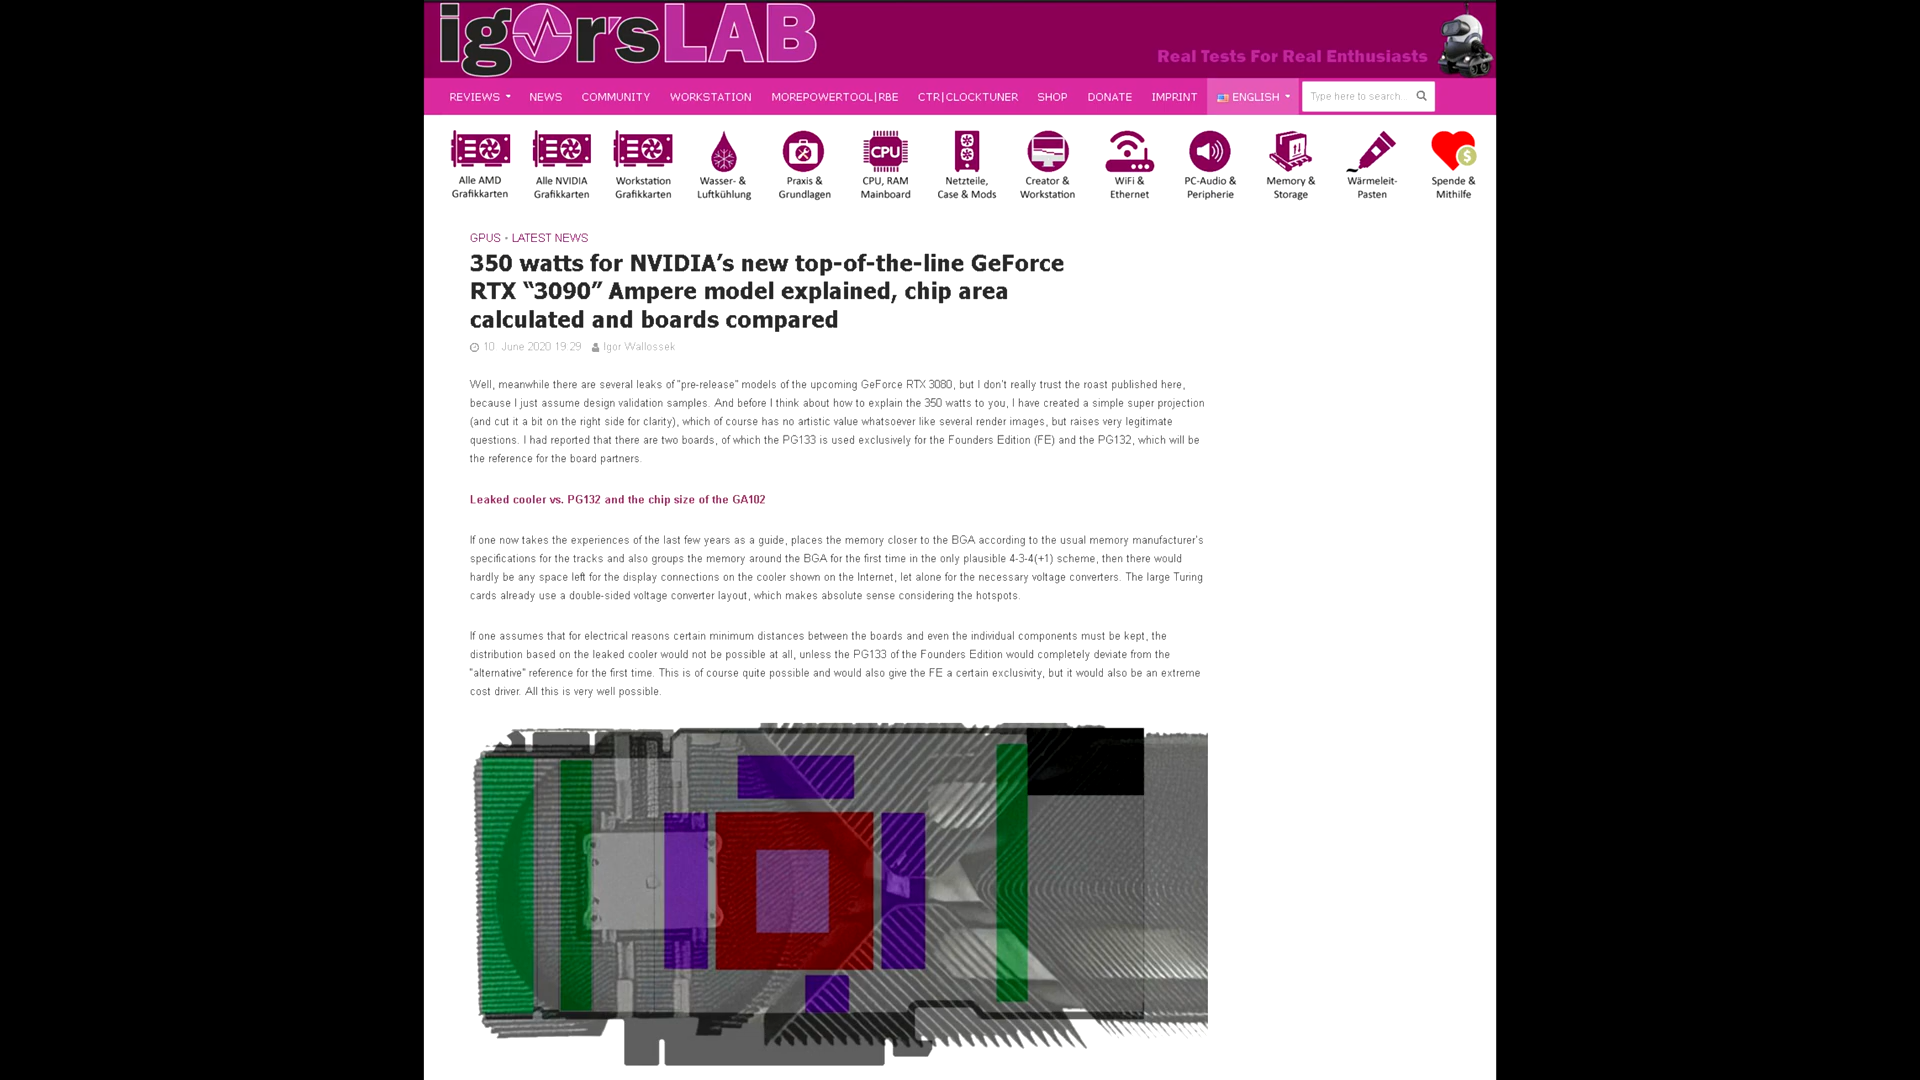 igor'sLAB
Real Tests For Real Enthusiasts
REVIEWS NEWS COMMUNITY WORKSTATION MOREPOWERTOOL|RBE CTR|CLOCKTUNER SHOP DONATE IMPRINT ENGLISH Type here to search...
CPU
Alle AMD Grafikkarten
Alle NVIDIA Grafikkarten
Workstation Grafikkarten
Wasser- & Luftkühlung
Praxis & Grundlagen
CPU, RAM Mainboard
Netzteile, Case & Mods
Creator & Workstation
WiFi & Ethernet
PC-Audio & Peripherie
Memory & Storage
Wärmeleit-Pasten
$
Spende & Mithilfe
GPUS • LATEST NEWS
350 watts for NVIDIA's new top-of-the-line GeForce
RTX “3090” Ampere model explained, chip area
calculated and boards compared
10. June 2020 19:29 Igor Wallossek
Well, meanwhile there are several leaks of "pre-release" models of the upcoming GeForce RTX 3080, but I don't really trust the roast published here,
because I just assume design validation samples. And before I think about how to explain the 350 watts to you, I have created a simple super projection
(and cut it a bit on the right side for clarity), which of course has no artistic value whatsoever like several render images, but raises very legitimate
questions. I had reported that there are two boards, of which the PG133 is used exclusively for the Founders Edition (FE) and the PG132, which will be
the reference for the board partners.
Leaked cooler vs. PG132 and the chip size of the GA102
If one now takes the experiences of the last few years as a guide, places the memory closer to the BGA according to the usual memory manufacturer's
specifications for the tracks and also groups the memory around the BGA for the first time in the only plausible 4-3-4(+1) scheme, then there would
hardly be any space left for the display connections on the cooler shown on the Internet, let alone for the necessary voltage converters. The large Turing
cards already use a double-sided voltage converter layout, which makes absolute sense considering the hotspots.
If one assumes that for electrical reasons certain minimum distances between the boards and even the individual components must be kept, the
distribution based on the leaked cooler would not be possible at all, unless the PG133 of the Founders Edition would completely deviate from the
"alternative" reference for the first time. This is of course quite possible and would also give the FE a certain exclusivity, but it would also be an extreme
cost driver. All this is very well possible.